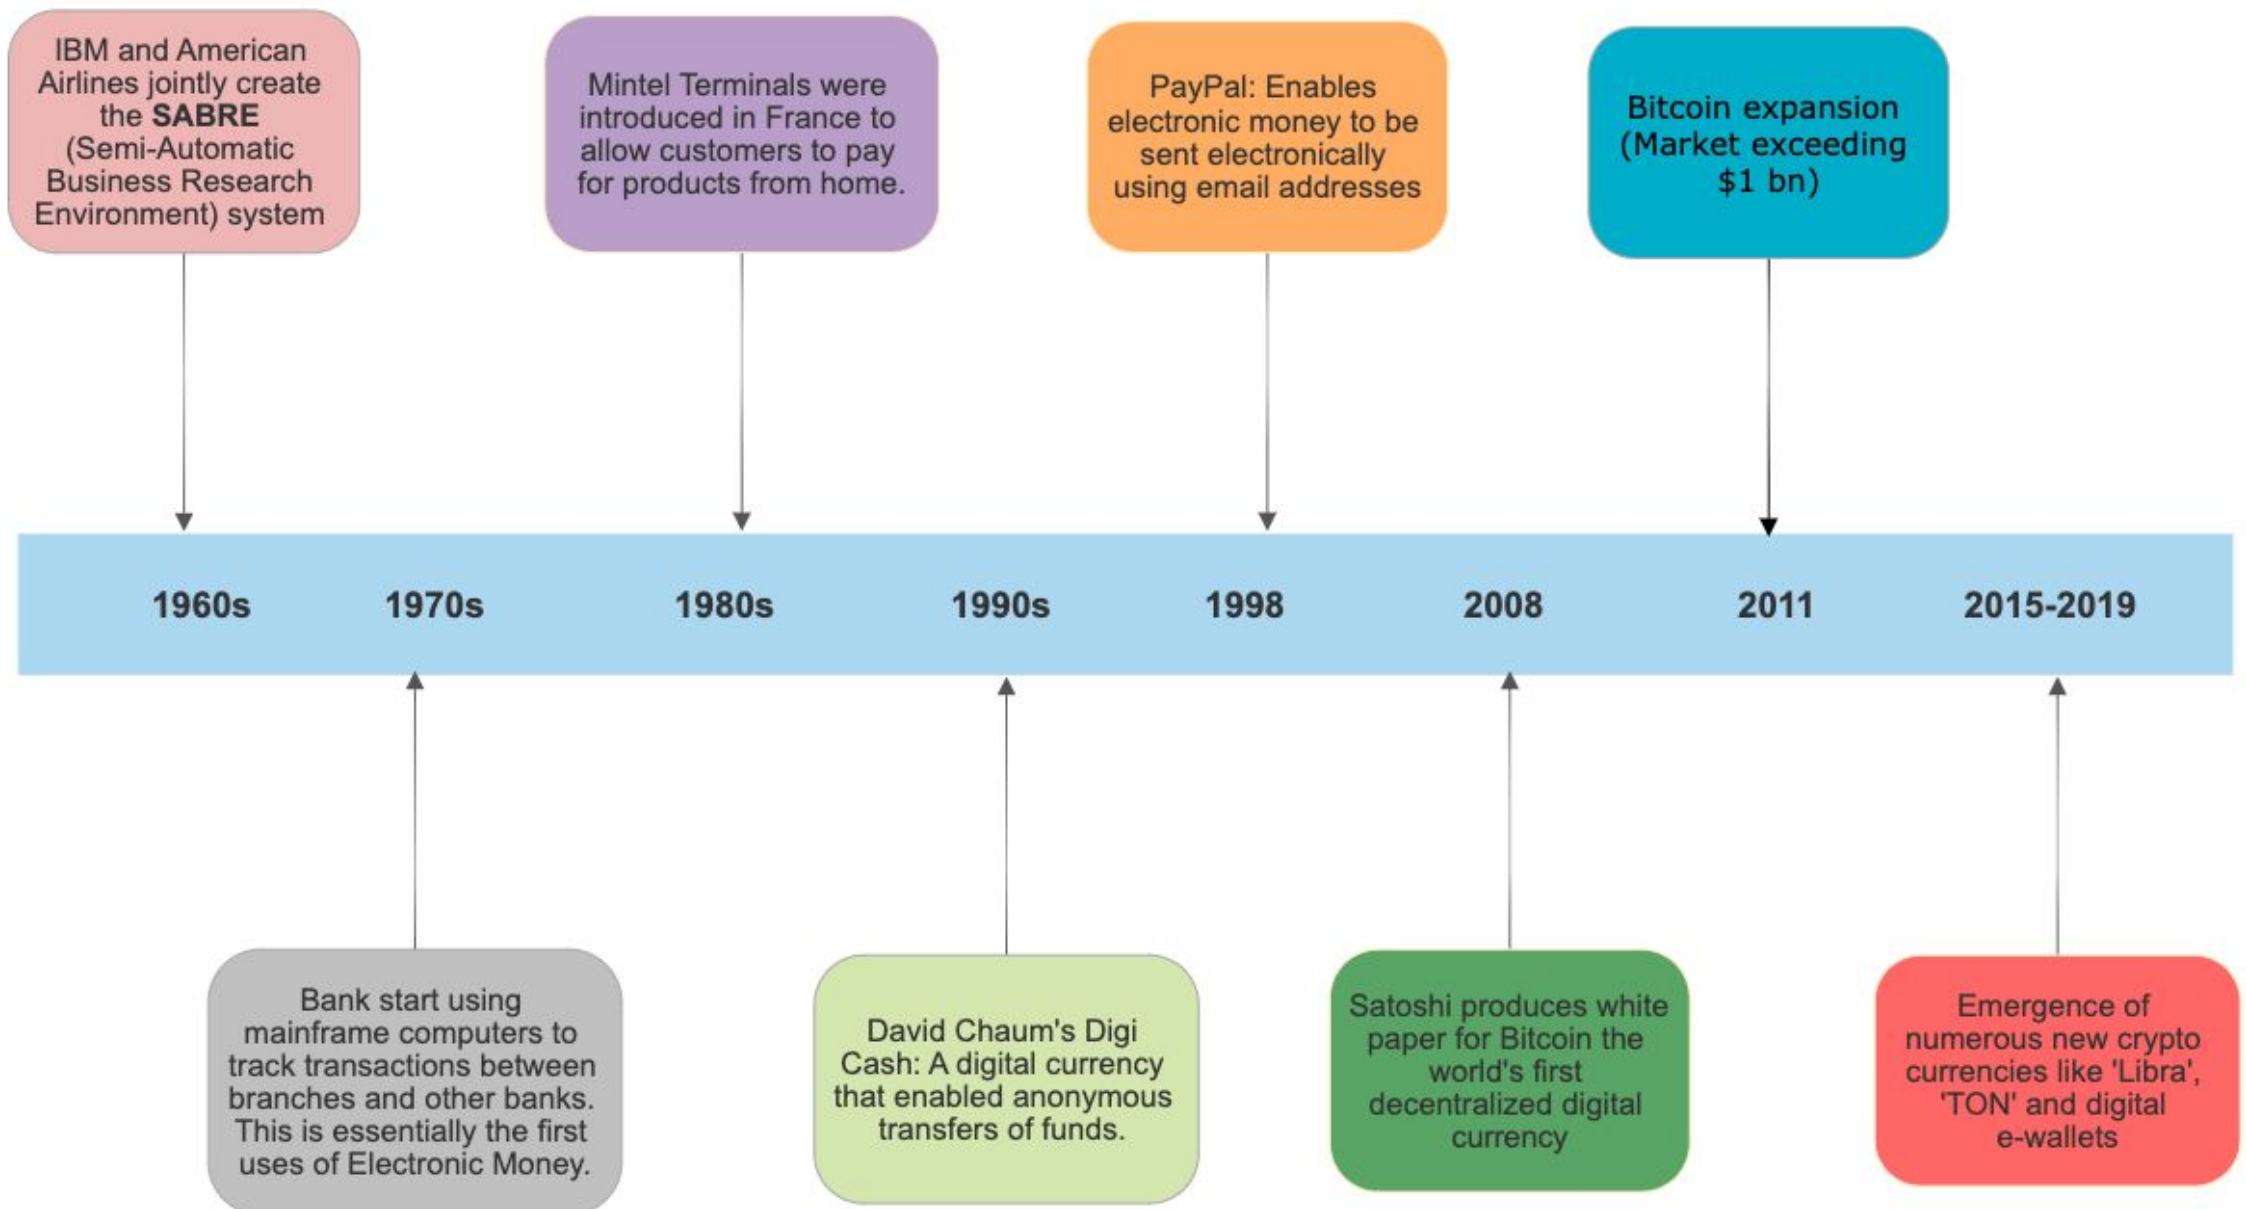 IBM and American
Airlines jointly create
the SABRE
(Semi-Automatic
Business Research
Environment) system
Mintel Terminals were
introduced in France to
allow customers to pay
for products from home.
PayPal: Enables
electronic money to be
sent electronically
using email addresses
Bitcoin expansion
(Market exceeding
$1 bn)
1960s 1970s 1980s 1990s 1998 2008 2011 2015-2019
Bank start using
mainframe computers to
track transactions between
branches and other banks.
This is essentially the first
uses of Electronic Money.
David Chaum's Digi
Cash: A digital currency
that enabled anonymous
transfers of funds.
Satoshi produces white
paper for Bitcoin the
world's first
decentralized digital
currency
Emergence of
numerous new crypto
currencies like 'Libra',
'TON' and digital
e-wallets